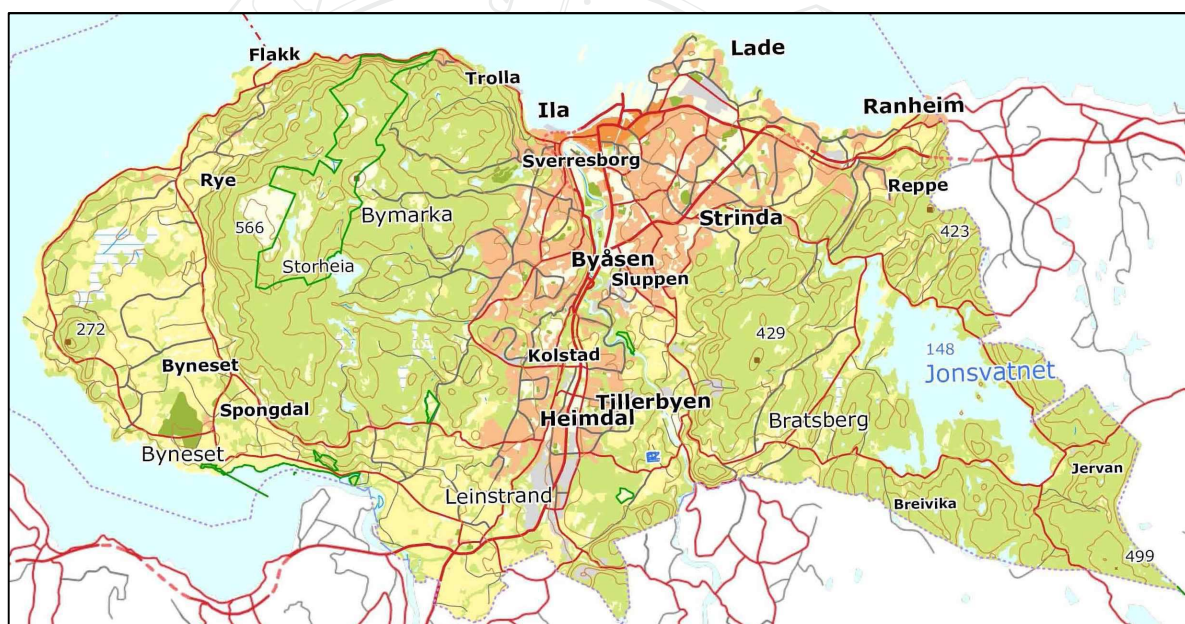 Lade
Flakk
Trolla
Ila
Ranheim
Sverresborg
Rye
Reppe
Bymarka
Strinda
566
423
Byåsen
Storheia
Sluppen
272
429
148
Kolstad
Jonsvatnet
Byneset
Tillerbyen
Spongdal
Heimdal
Bratsberg
Byneset
Jervan
Leinstrand
Breivika
499